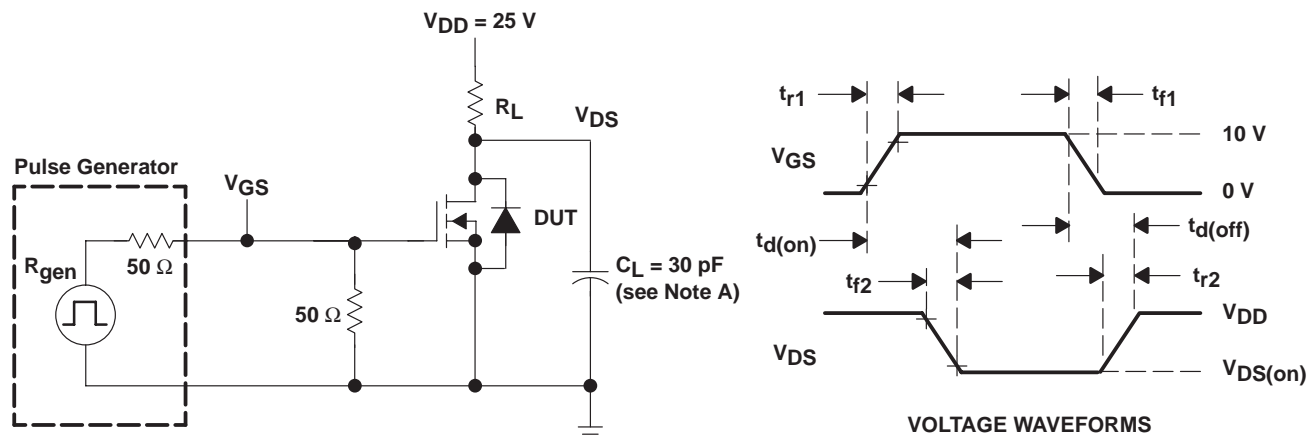 VDD = 25 V
RL
VDS
Pulse Generator
VGS
Rgen
50 Ω
50 Ω
DUT
CL = 30 pF
(see Note A)
tr1
tf1
10 V
VGS
0 V
td(on)
td(off)
tf2
tr2
VDD
VDS
VDS(on)
VOLTAGE WAVEFORMS